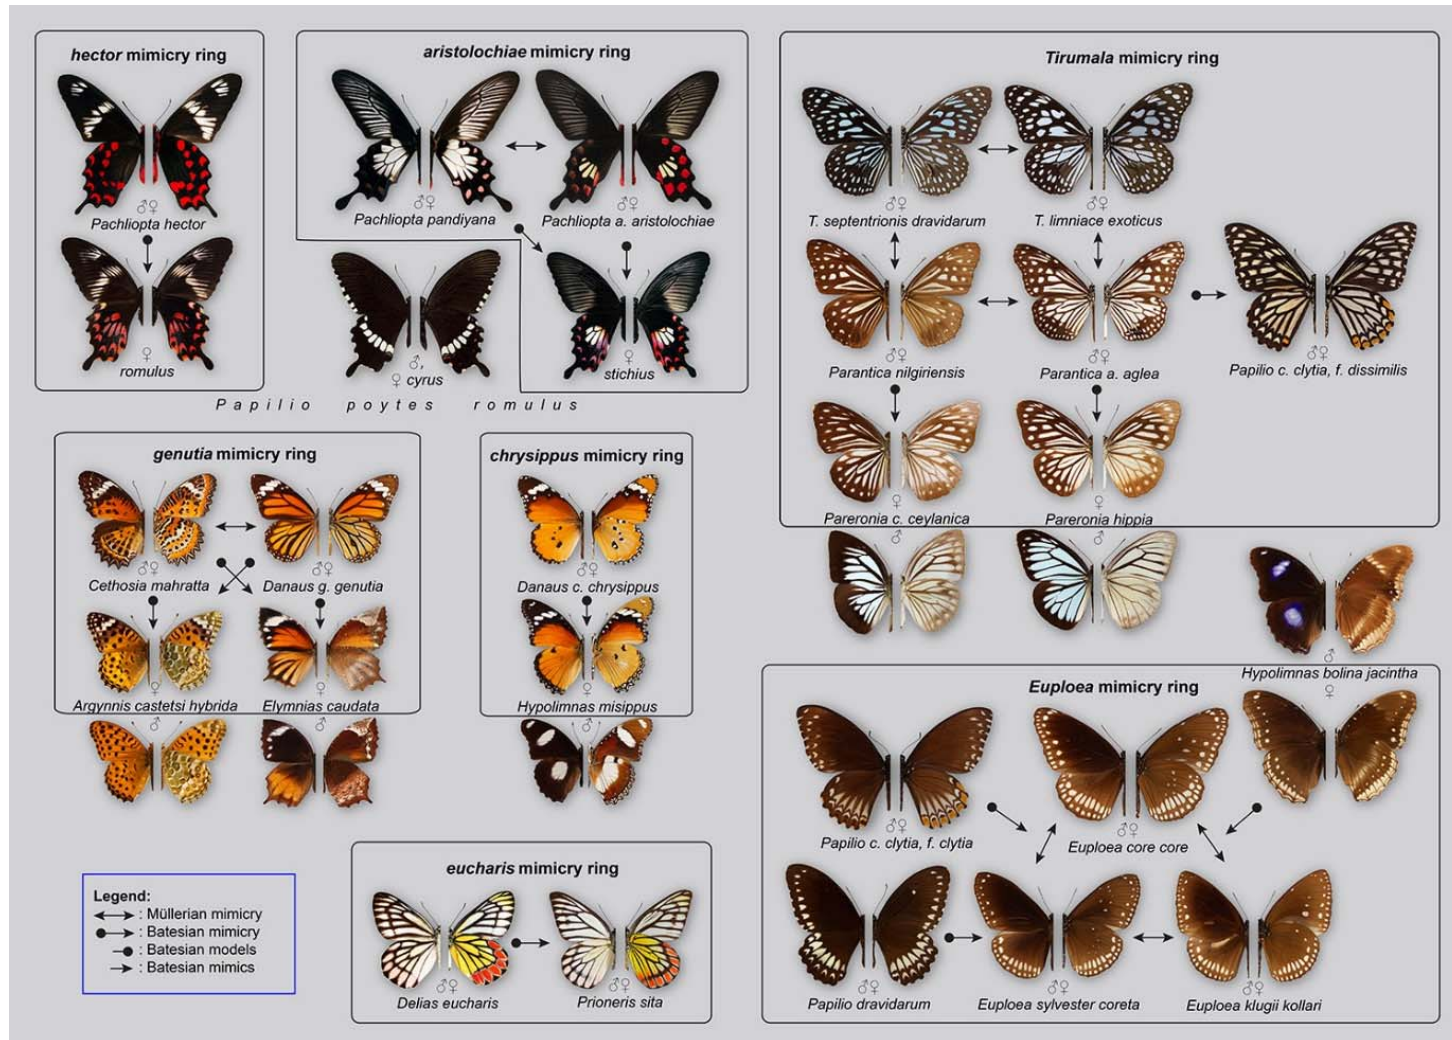 hector mimicry ring
♂♀
Pachliopta hector
♀
romulus
aristolochiae mimicry ring
♂♀
Pachliopta pandiyana
♂♀
Pachliopta a. aristolochiae
♂,
♀ cyrus
♀
stichius
Papilio poytes romulus
Tirumala mimicry ring
♂♀
T. septentrionis dravidarum
♂♀
T. limniace exoticus
♂♀
Parantica nilgiriensis
♂♀
Parantica a. aglea
♂♀
Papilio c. clytia, f. dissimilis
♀
Pareronia c. ceylanica
♂
♀
Pareronia hippia
♂
genutia mimicry ring
♂♀
Cethosia mahratta
♂♀
Danaus g. genutia
♀
Argynnis castetsi hybrida
♂
♀
Elymnias caudata
♂
chrysippus mimicry ring
♂♀
Danaus c. chrysippus
♀
Hypolimnas misippus
♂
♂
Hypolimnas bolina jacintha
♀
Euploea mimicry ring
♂♀
Papilio c. clytia, f. clytia
♂♀
Euploea core core
♂♀
Papilio dravidarum
♂♀
Euploea sylvester coreta
♂♀
Euploea klugii kollari
eucharis mimicry ring
♂♀
Delias eucharis
♂♀
Prioneris sita
Legend:
: Müllerian mimicry
: Batesian mimicry
: Batesian models
: Batesian mimics